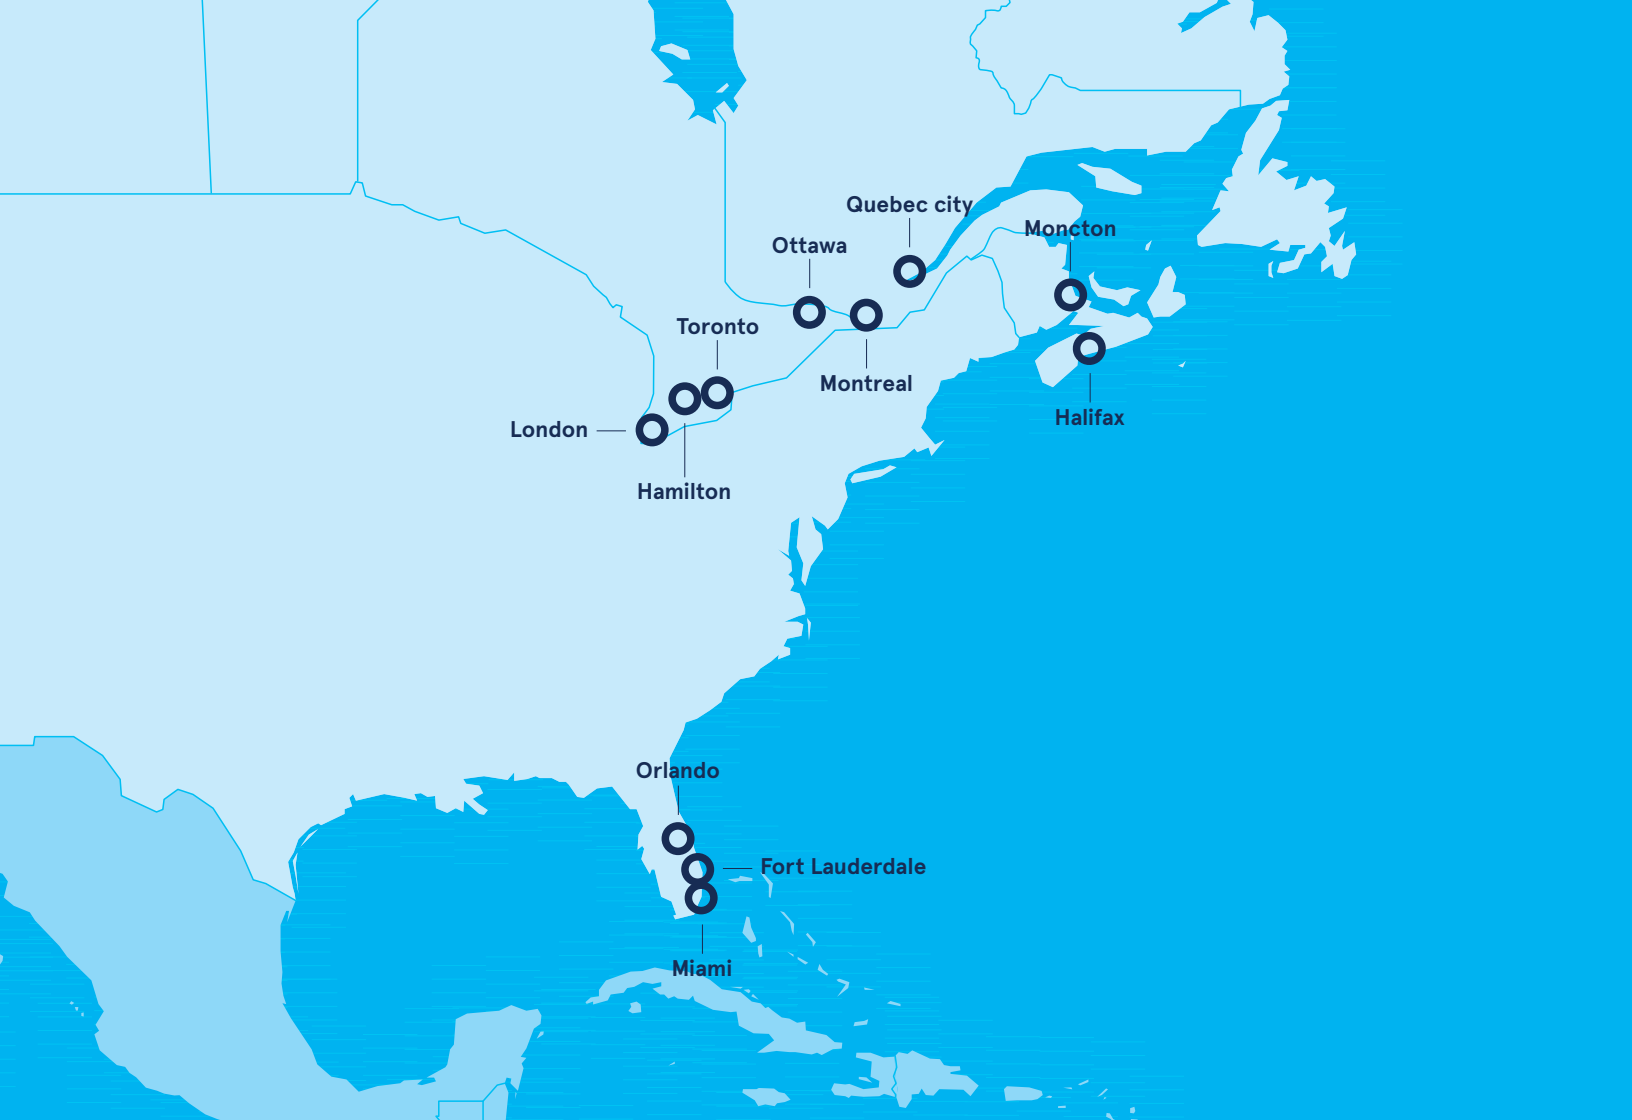 Quebec city
Moncton
Ottawa
Toronto
Montreal
Halifax
London
Hamilton
Orlando
Fort Lauderdale
Miami